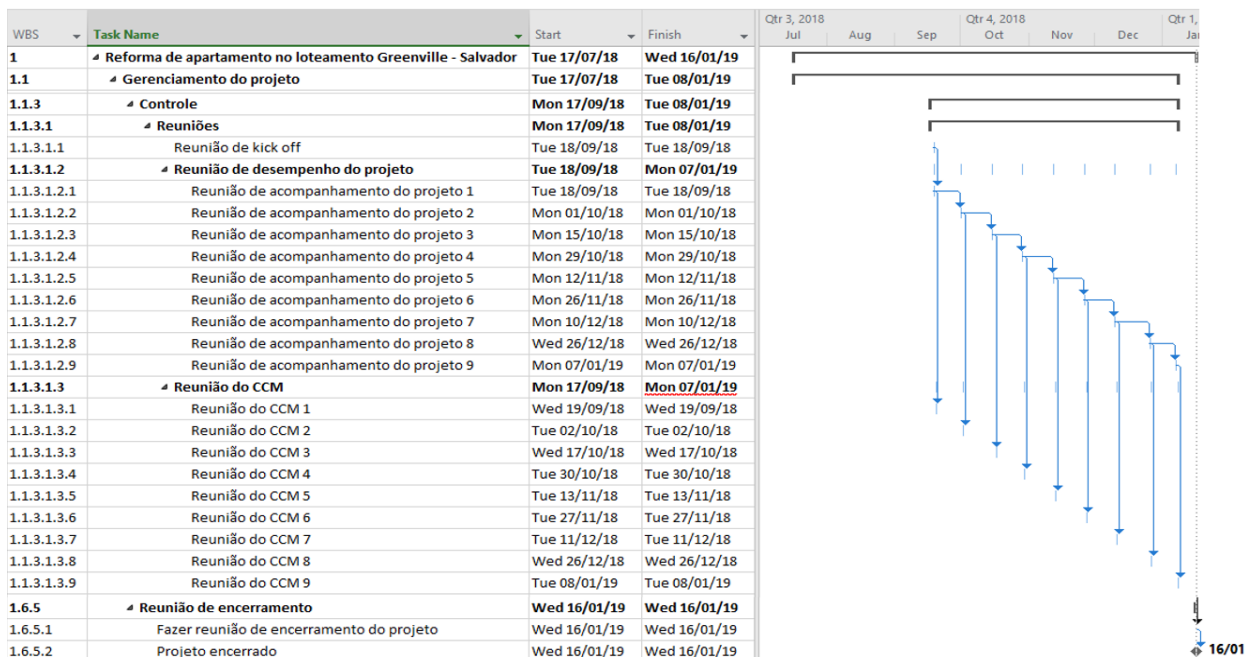 Qtr 3, 2018 Qtr 4, 2018 Qtr 1,
WBS Task Name Start Finish Jul Aug Sep Oct Nov Dec Jan
1 Reforma de apartamento no loteamento Greenville - Salvador Tue 17/07/18 Wed 16/01/19
1.1 Gerenciamento do projeto Tue 17/07/18 Tue 08/01/19
1.1.3 Controle Mon 17/09/18 Tue 08/01/19
1.1.3.1 Reuniões Mon 17/09/18 Tue 08/01/19
1.1.3.1.1 Reunião de kick off Tue 18/09/18 Tue 18/09/18
1.1.3.1.2 Reunião de desempenho do projeto Tue 18/09/18 Mon 07/01/19
1.1.3.1.2.1 Reunião de acompanhamento do projeto 1 Tue 18/09/18 Tue 18/09/18
1.1.3.1.2.2 Reunião de acompanhamento do projeto 2 Mon 01/10/18 Mon 01/10/18
1.1.3.1.2.3 Reunião de acompanhamento do projeto 3 Mon 15/10/18 Mon 15/10/18
1.1.3.1.2.4 Reunião de acompanhamento do projeto 4 Mon 29/10/18 Mon 29/10/18
1.1.3.1.2.5 Reunião de acompanhamento do projeto 5 Mon 12/11/18 Mon 12/11/18
1.1.3.1.2.6 Reunião de acompanhamento do projeto 6 Mon 26/11/18 Mon 26/11/18
1.1.3.1.2.7 Reunião de acompanhamento do projeto 7 Mon 10/12/18 Mon 10/12/18
1.1.3.1.2.8 Reunião de acompanhamento do projeto 8 Wed 26/12/18 Wed 26/12/18
1.1.3.1.2.9 Reunião de acompanhamento do projeto 9 Mon 07/01/19 Mon 07/01/19
1.1.3.1.3 Reunião do CCM Mon 17/09/18 Mon 07/01/19
1.1.3.1.3.1 Reunião do CCM 1 Wed 19/09/18 Wed 19/09/18
1.1.3.1.3.2 Reunião do CCM 2 Tue 02/10/18 Tue 02/10/18
1.1.3.1.3.3 Reunião do CCM 3 Wed 17/10/18 Wed 17/10/18
1.1.3.1.3.4 Reunião do CCM 4 Tue 30/10/18 Tue 30/10/18
1.1.3.1.3.5 Reunião do CCM 5 Tue 13/11/18 Tue 13/11/18
1.1.3.1.3.6 Reunião do CCM 6 Tue 27/11/18 Tue 27/11/18
1.1.3.1.3.7 Reunião do CCM 7 Tue 11/12/18 Tue 11/12/18
1.1.3.1.3.8 Reunião do CCM 8 Wed 26/12/18 Wed 26/12/18
1.1.3.1.3.9 Reunião do CCM 9 Tue 08/01/19 Tue 08/01/19
1.6.5 Reunião de encerramento Wed 16/01/19 Wed 16/01/19
1.6.5.1 Fazer reunião de encerramento do projeto Wed 16/01/19 Wed 16/01/19
1.6.5.2 Projeto encerrado Wed 16/01/19 Wed 16/01/19 16/01